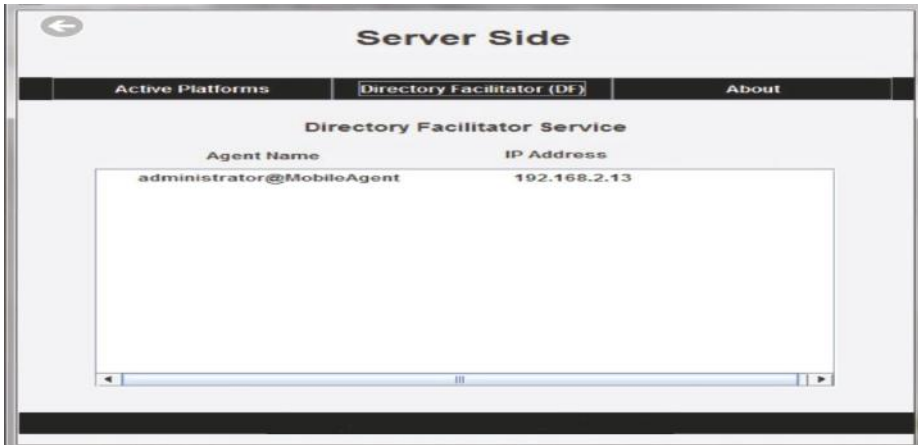 Server Side
Active Platforms Directory Facilitator (DF) About
Directory Facilitator Service
Agent Name IP Address
administrator@MobileAgent 192.168.2.13